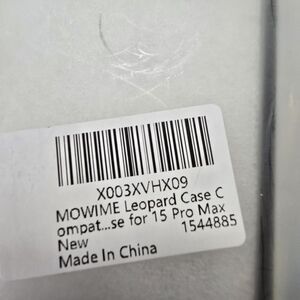 X003XVHX09
MOWIME Leopard Case C
ompat...se for 15 Pro Max
New 1544885
Made In China